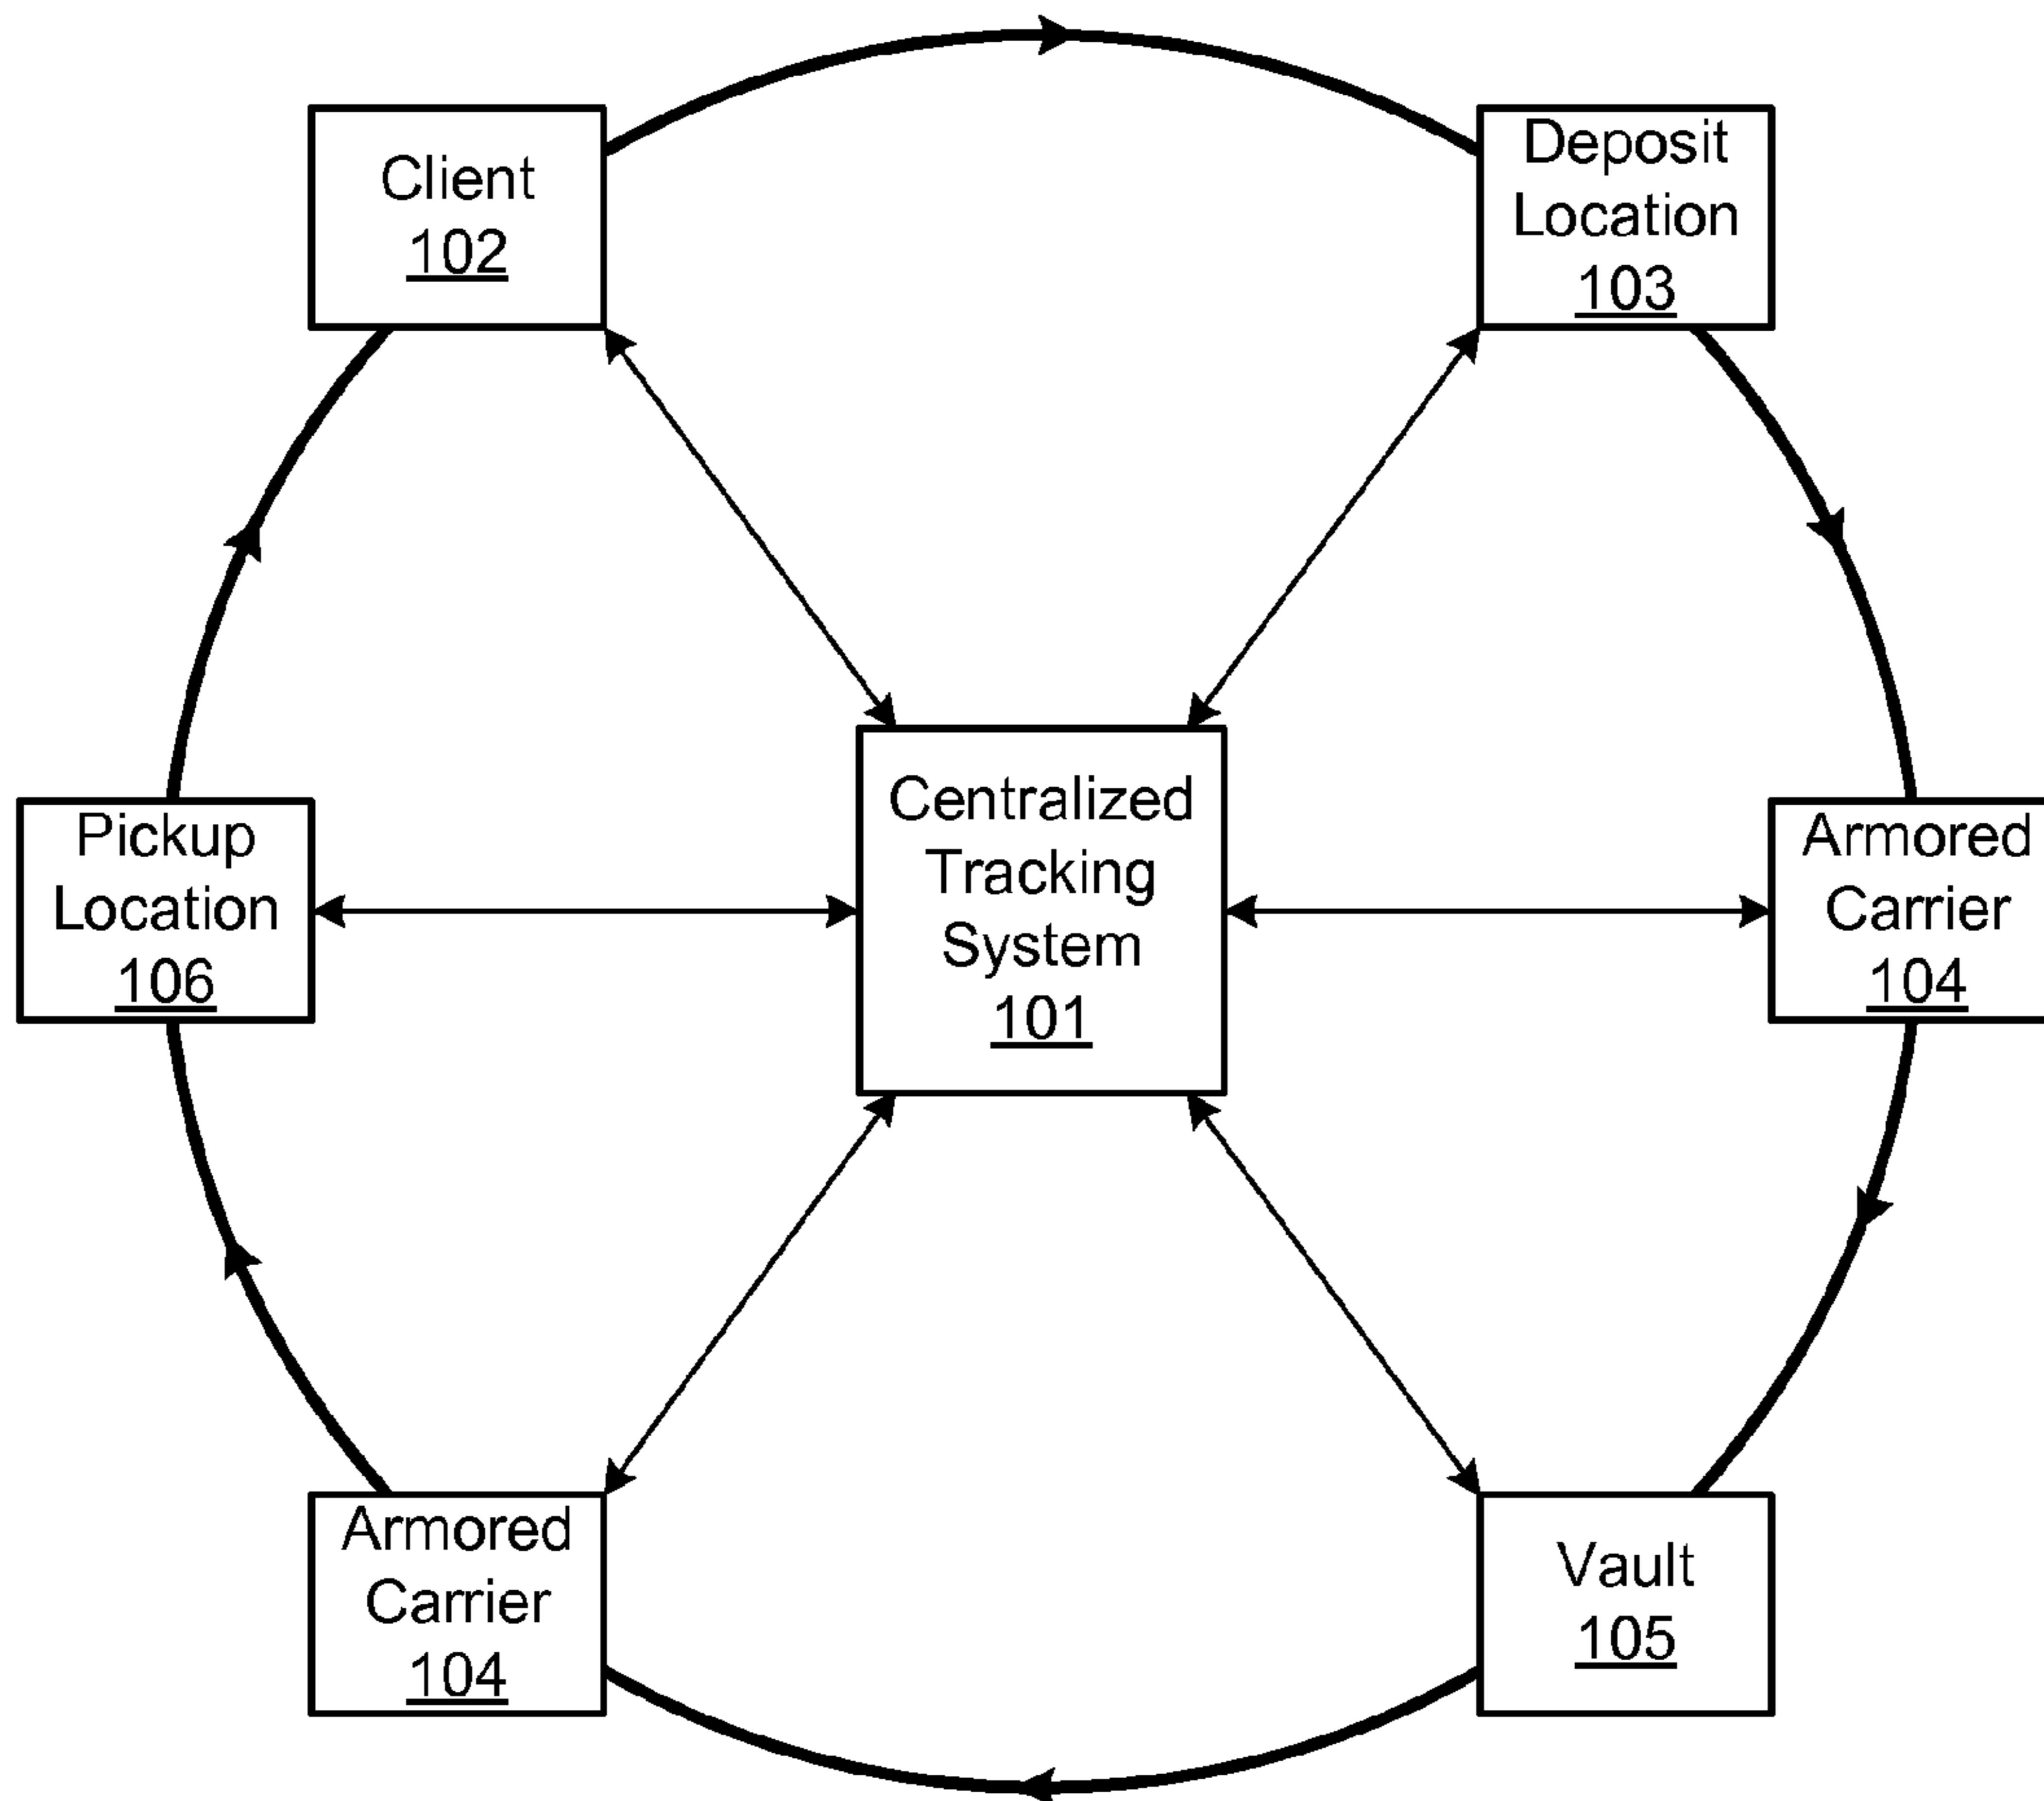 Client
102
Deposit
Location
103
Pickup
Location
106
Centralized
Tracking
System
101
Armored
Carrier
104
Armored
Carrier
104
Vault
105